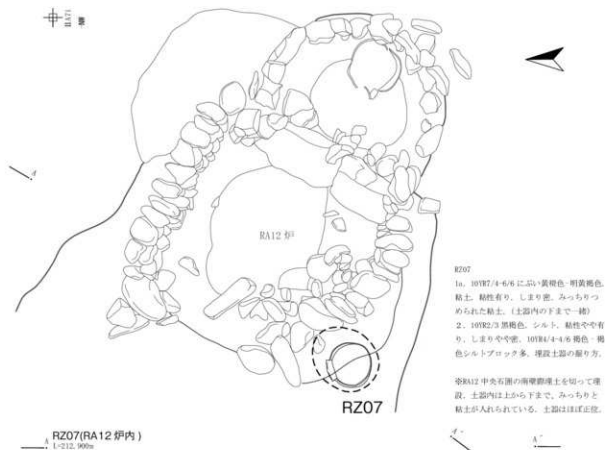 IIA71
A
RA12 炉
RZ07
1a. 10YR7/4-6/6 にぶい黄橙色-明黄褐色、
粘土、粘性有り、しまり密、みっちりつ
められた粘土。(土器内の下まで一緒)
2. 10YR2/3 黒褐色、シルト、粘性やや有
り、しまりやや密、10YR4/4-4/6 褐色-褐
色シルトブロック多、埋設土器の掘り方。
※RA12 中央石囲の南壁際埋土を切って埋
設。土器内は上から下まで、みっちりと
粘土が入れられている。土器はほぼ正位。
RZ07
A RZ07(RA12 炉内)
L=212.900m
A'
A'